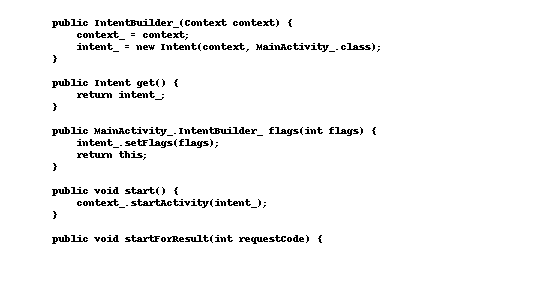 public IntentBuilder_(Context context) {
    context_ = context;
    intent_ = new Intent(context, MainActivity_.class);
}

public Intent get() {
    return intent_;
}

public MainActivity_.IntentBuilder_ flags(int flags) {
    intent_.setFlags(flags);
    return this;
}

public void start() {
    context_.startActivity(intent_);
}

public void startForResult(int requestCode) {